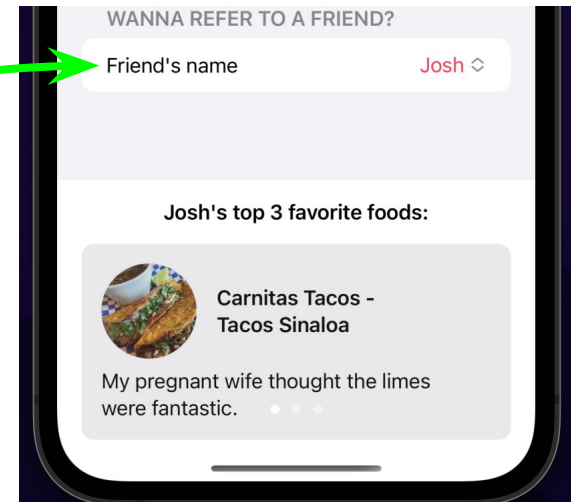 WANNA REFER TO A FRIEND?
Friend's name Josh
Josh's top 3 favorite foods:
Carnitas Tacos -
Tacos Sinaloa
My pregnant wife thought the limes
were fantastic.